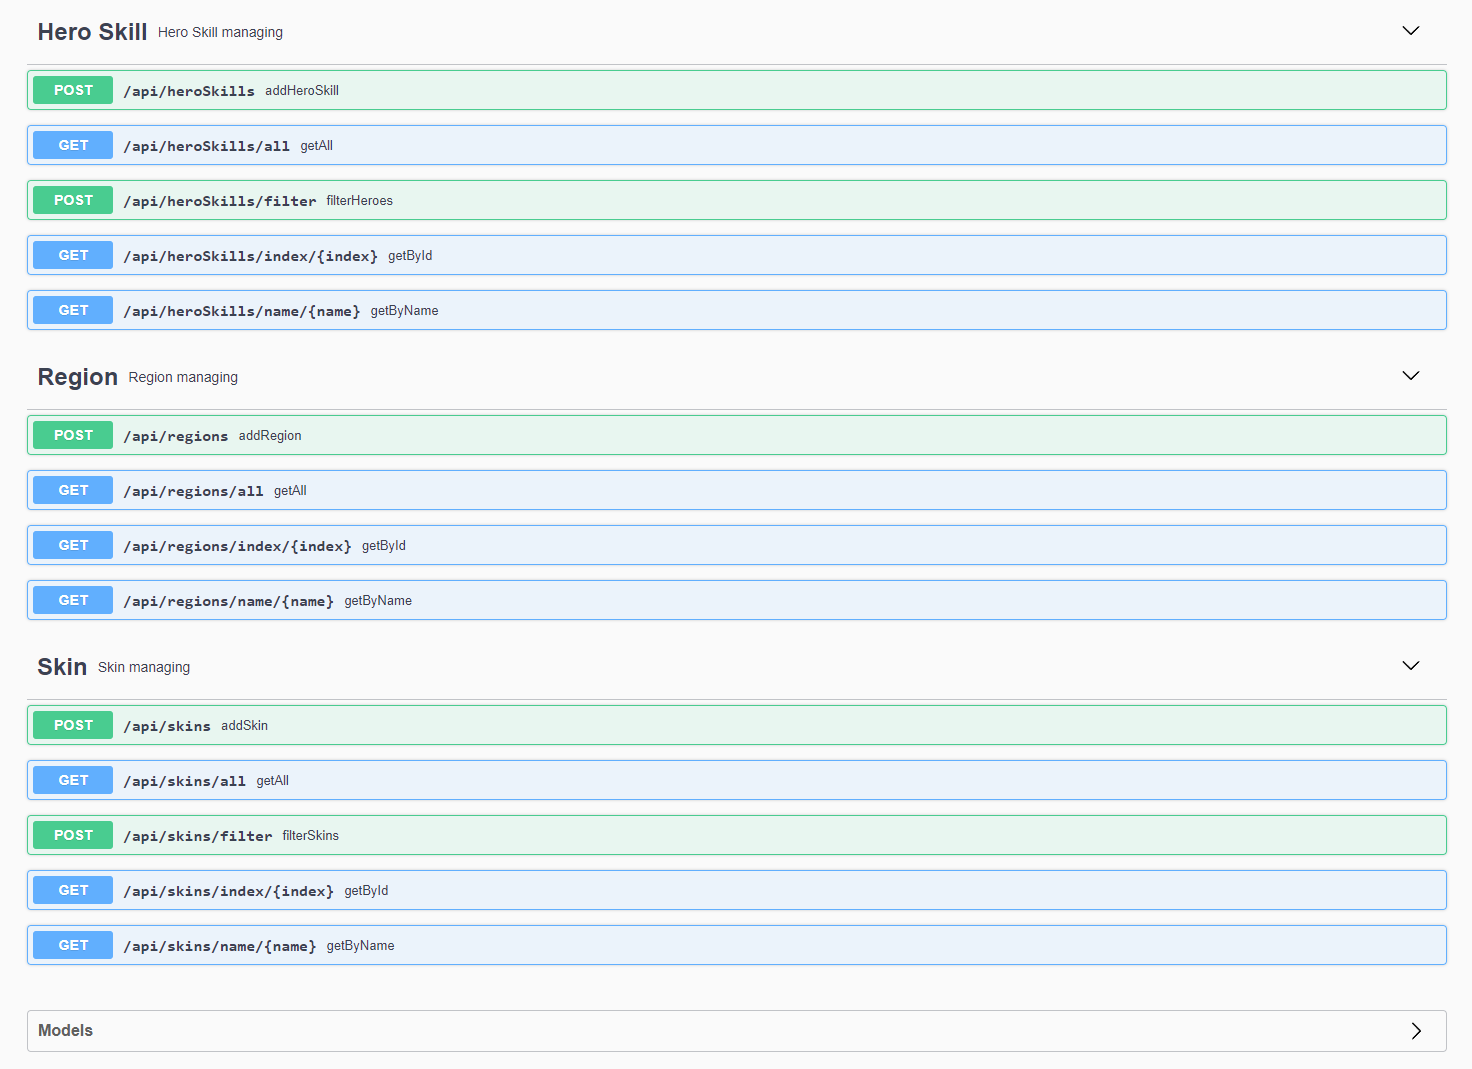 Hero Skill Hero Skill managing
POST /api/heroSkills addHeroSkill
GET /api/heroSkills/all getAll
POST /api/heroSkills/filter filterHeroes
GET /api/heroSkills/index/{index} getById
GET /api/heroSkills/name/{name} getByName
Region Region managing
POST /api/regions addRegion
GET /api/regions/all getAll
GET /api/regions/index/{index} getById
GET /api/regions/name/{name} getByName
Skin Skin managing
POST /api/skins addSkin
GET /api/skins/all getAll
POST /api/skins/filter filterSkins
GET /api/skins/index/{index} getById
GET /api/skins/name/{name} getByName
Models